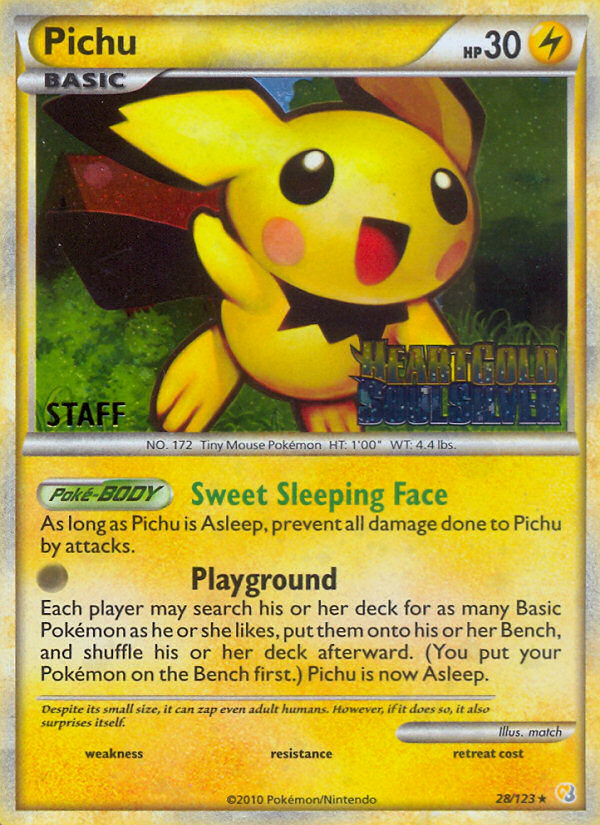 Pichu
HP 30
BASIC
HEARTGOLD
SOULSILVER
STAFF
NO. 172 Tiny Mouse Pokémon HT: 1'00" WT: 4.4 lbs.
Poké-BODY Sweet Sleeping Face
As long as Pichu is Asleep, prevent all damage done to Pichu
by attacks.
Playground
Each player may search his or her deck for as many Basic
Pokémon as he or she likes, put them onto his or her Bench,
and shuffle his or her deck afterward. (You put your
Pokémon on the Bench first.) Pichu is now Asleep.
Despite its small size, it can zap even adult humans. However, if it does so, it also
surprises itself.
Illus. match
weakness resistance retreat cost
©2010 Pokémon/Nintendo 28/123 ★